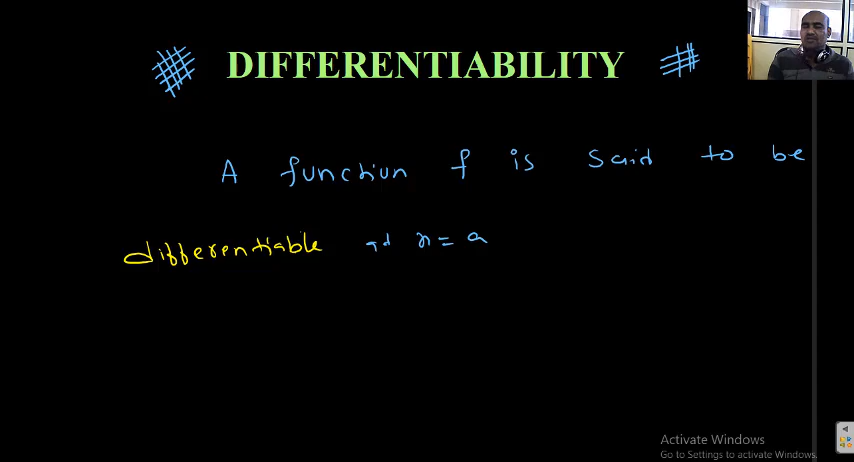 DIFFERENTIABILITY
A function f is said to be
differentiable at x = a
Activate Windows
Go to Settings to activate Windows.